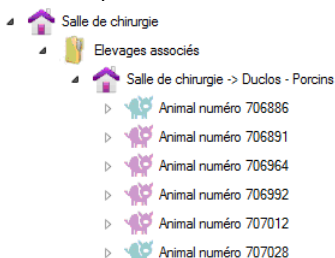 Salle de chirurgie
Elevages associés
Salle de chirurgie -> Duclos - Porcins
Animal numéro 706886
Animal numéro 706891
Animal numéro 706964
Animal numéro 706992
Animal numéro 707012
Animal numéro 707028